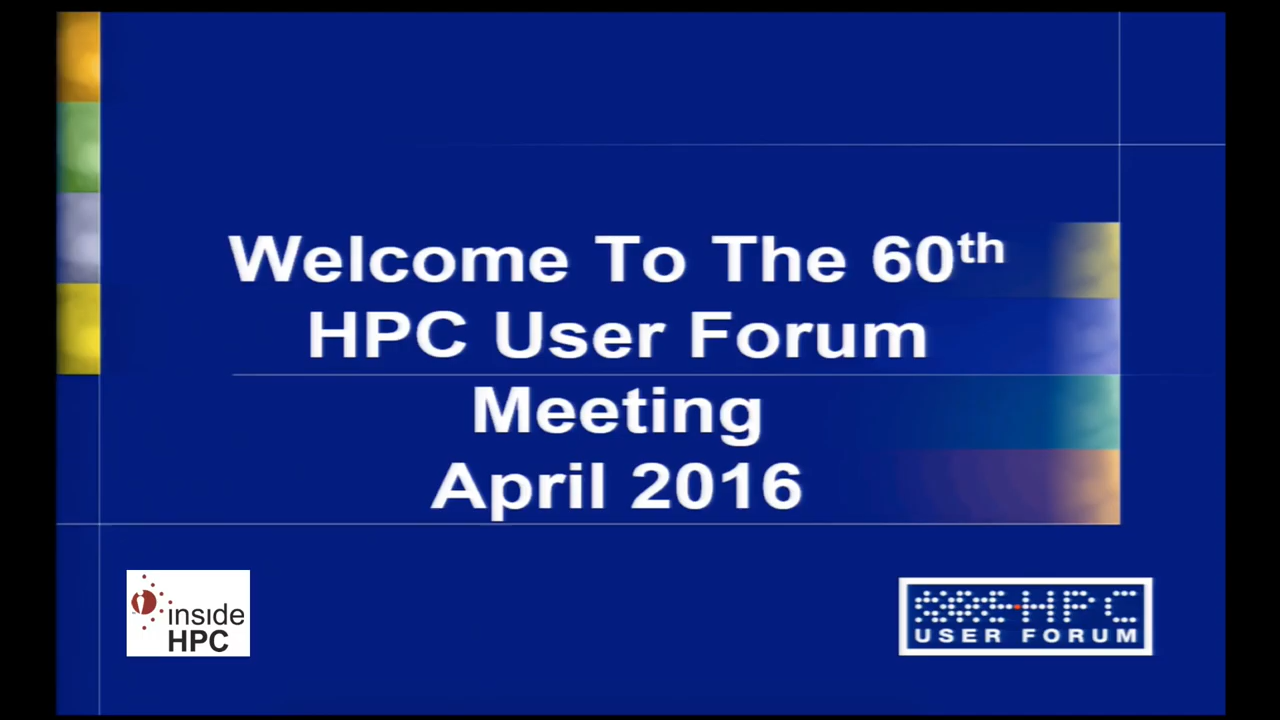 Welcome To The 60th
HPC User Forum
Meeting
April 2016
inside
HPC
HPC
USER FORUM